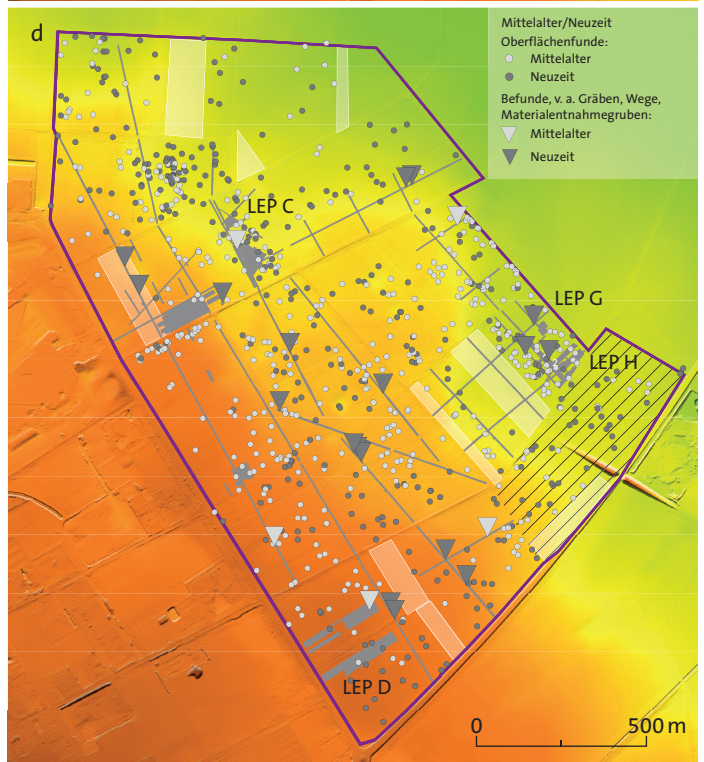 d
Mittelalter/Neuzeit
Oberflächenfunde:
Mittelalter
Neuzeit
Befunde, v. a. Gräben, Wege,
Materialentnahmegruben:
Mittelalter
Neuzeit
LEP C
LEP G
LEP H
LEP D
0 500 m